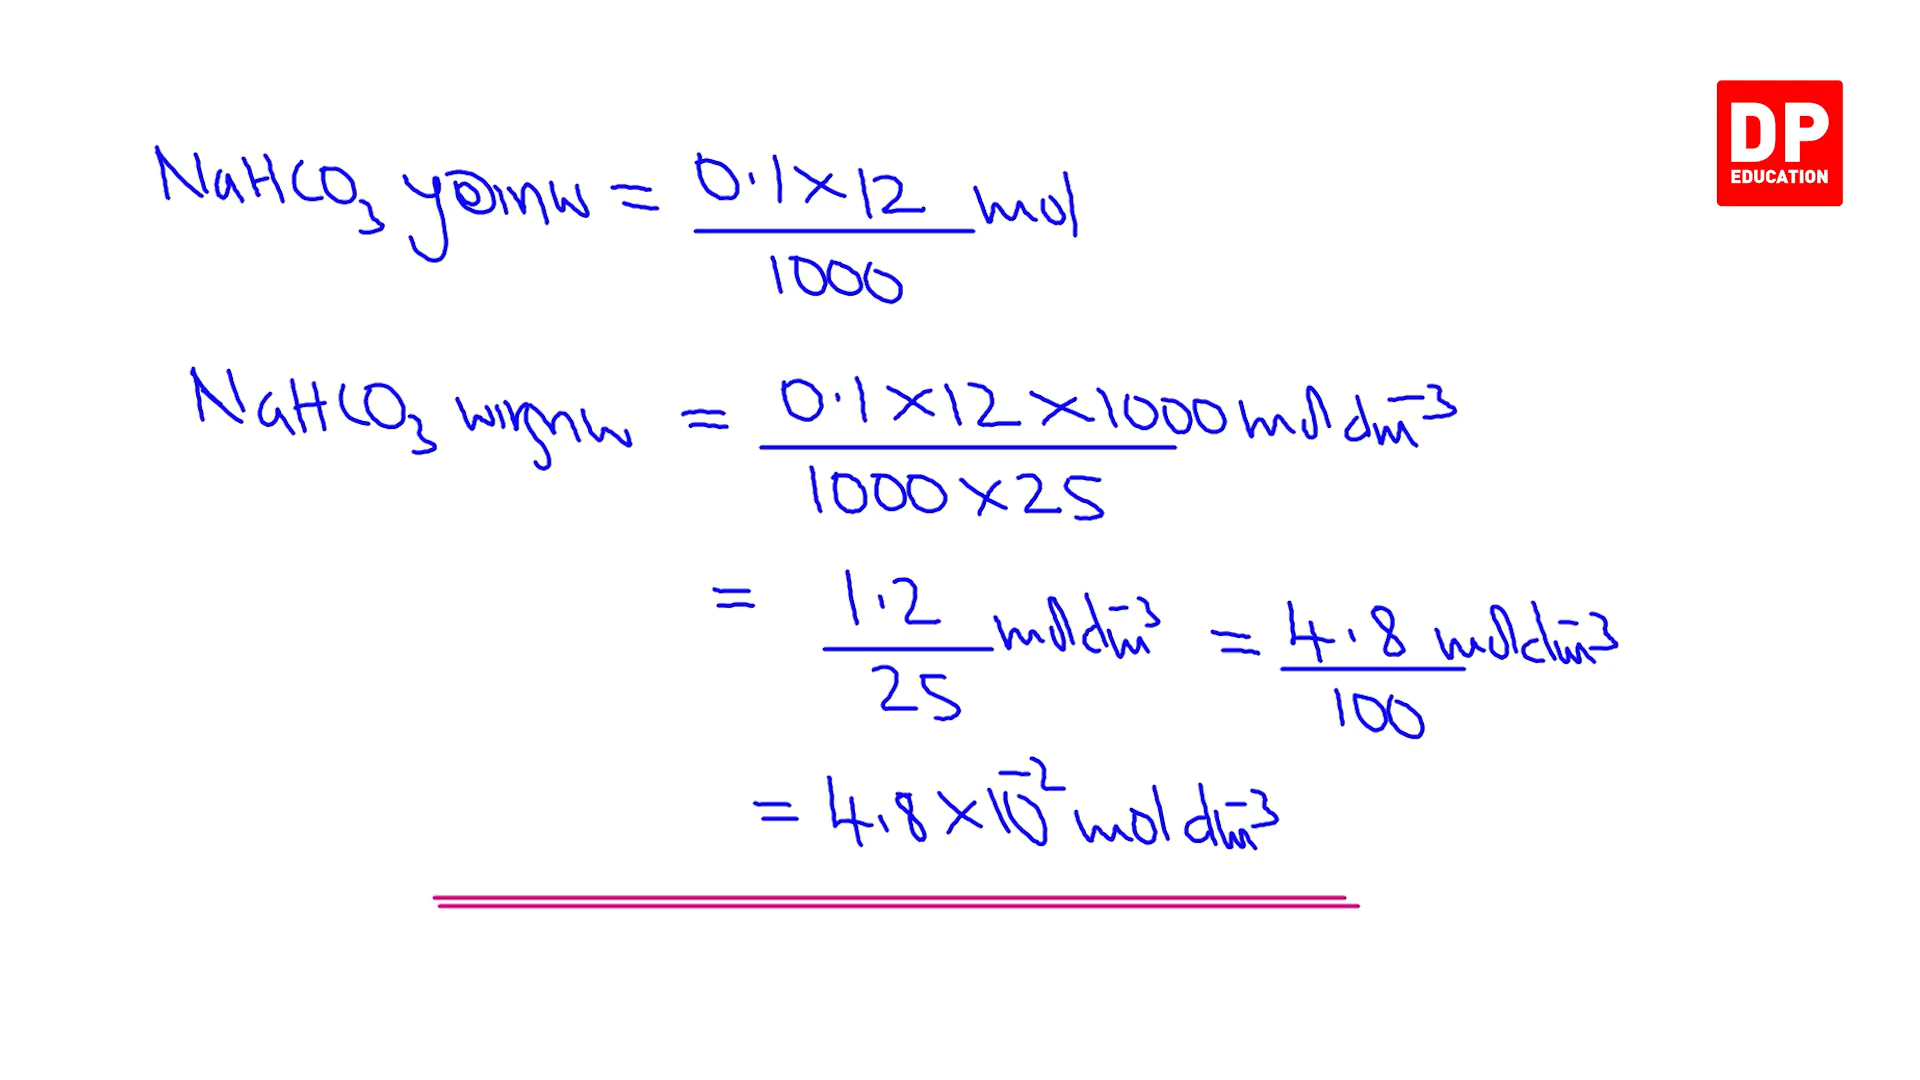 DP
EDUCATION
NaHCO₃ = 0.1×12/1000 mol
NaHCO₃ = 0.1×12×1000/1000×25 mol dm⁻³
= 1.2/25 mol dm⁻³ = 4.8/100 mol dm⁻³
= 4.8×10⁻² mol dm⁻³